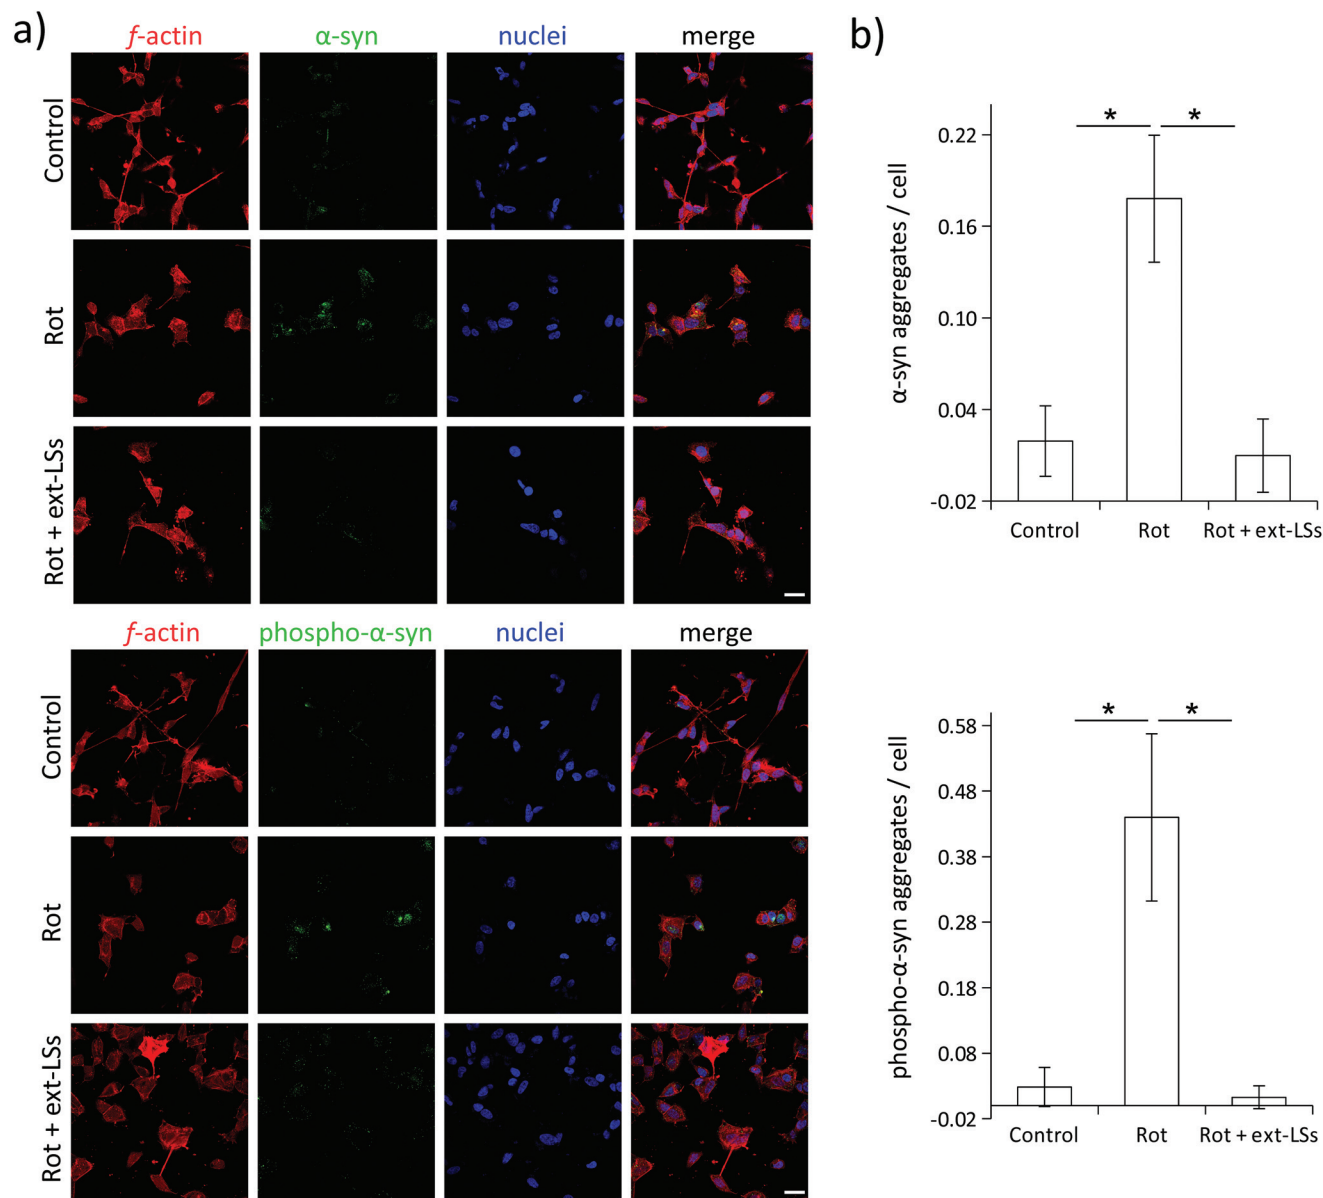 a)
f-actin α-syn nuclei merge
Control
Rot
Rot + ext-LSs
f-actin phospho-α-syn nuclei merge
Control
Rot
Rot + ext-LSs
b)
α-syn aggregates / cell
* *
0.22
0.16
0.10
0.04
-0.02
Control Rot Rot + ext-LSs
phospho-α-syn aggregates / cell
* *
0.58
0.48
0.38
0.28
0.18
0.08
-0.02
Control Rot Rot + ext-LSs